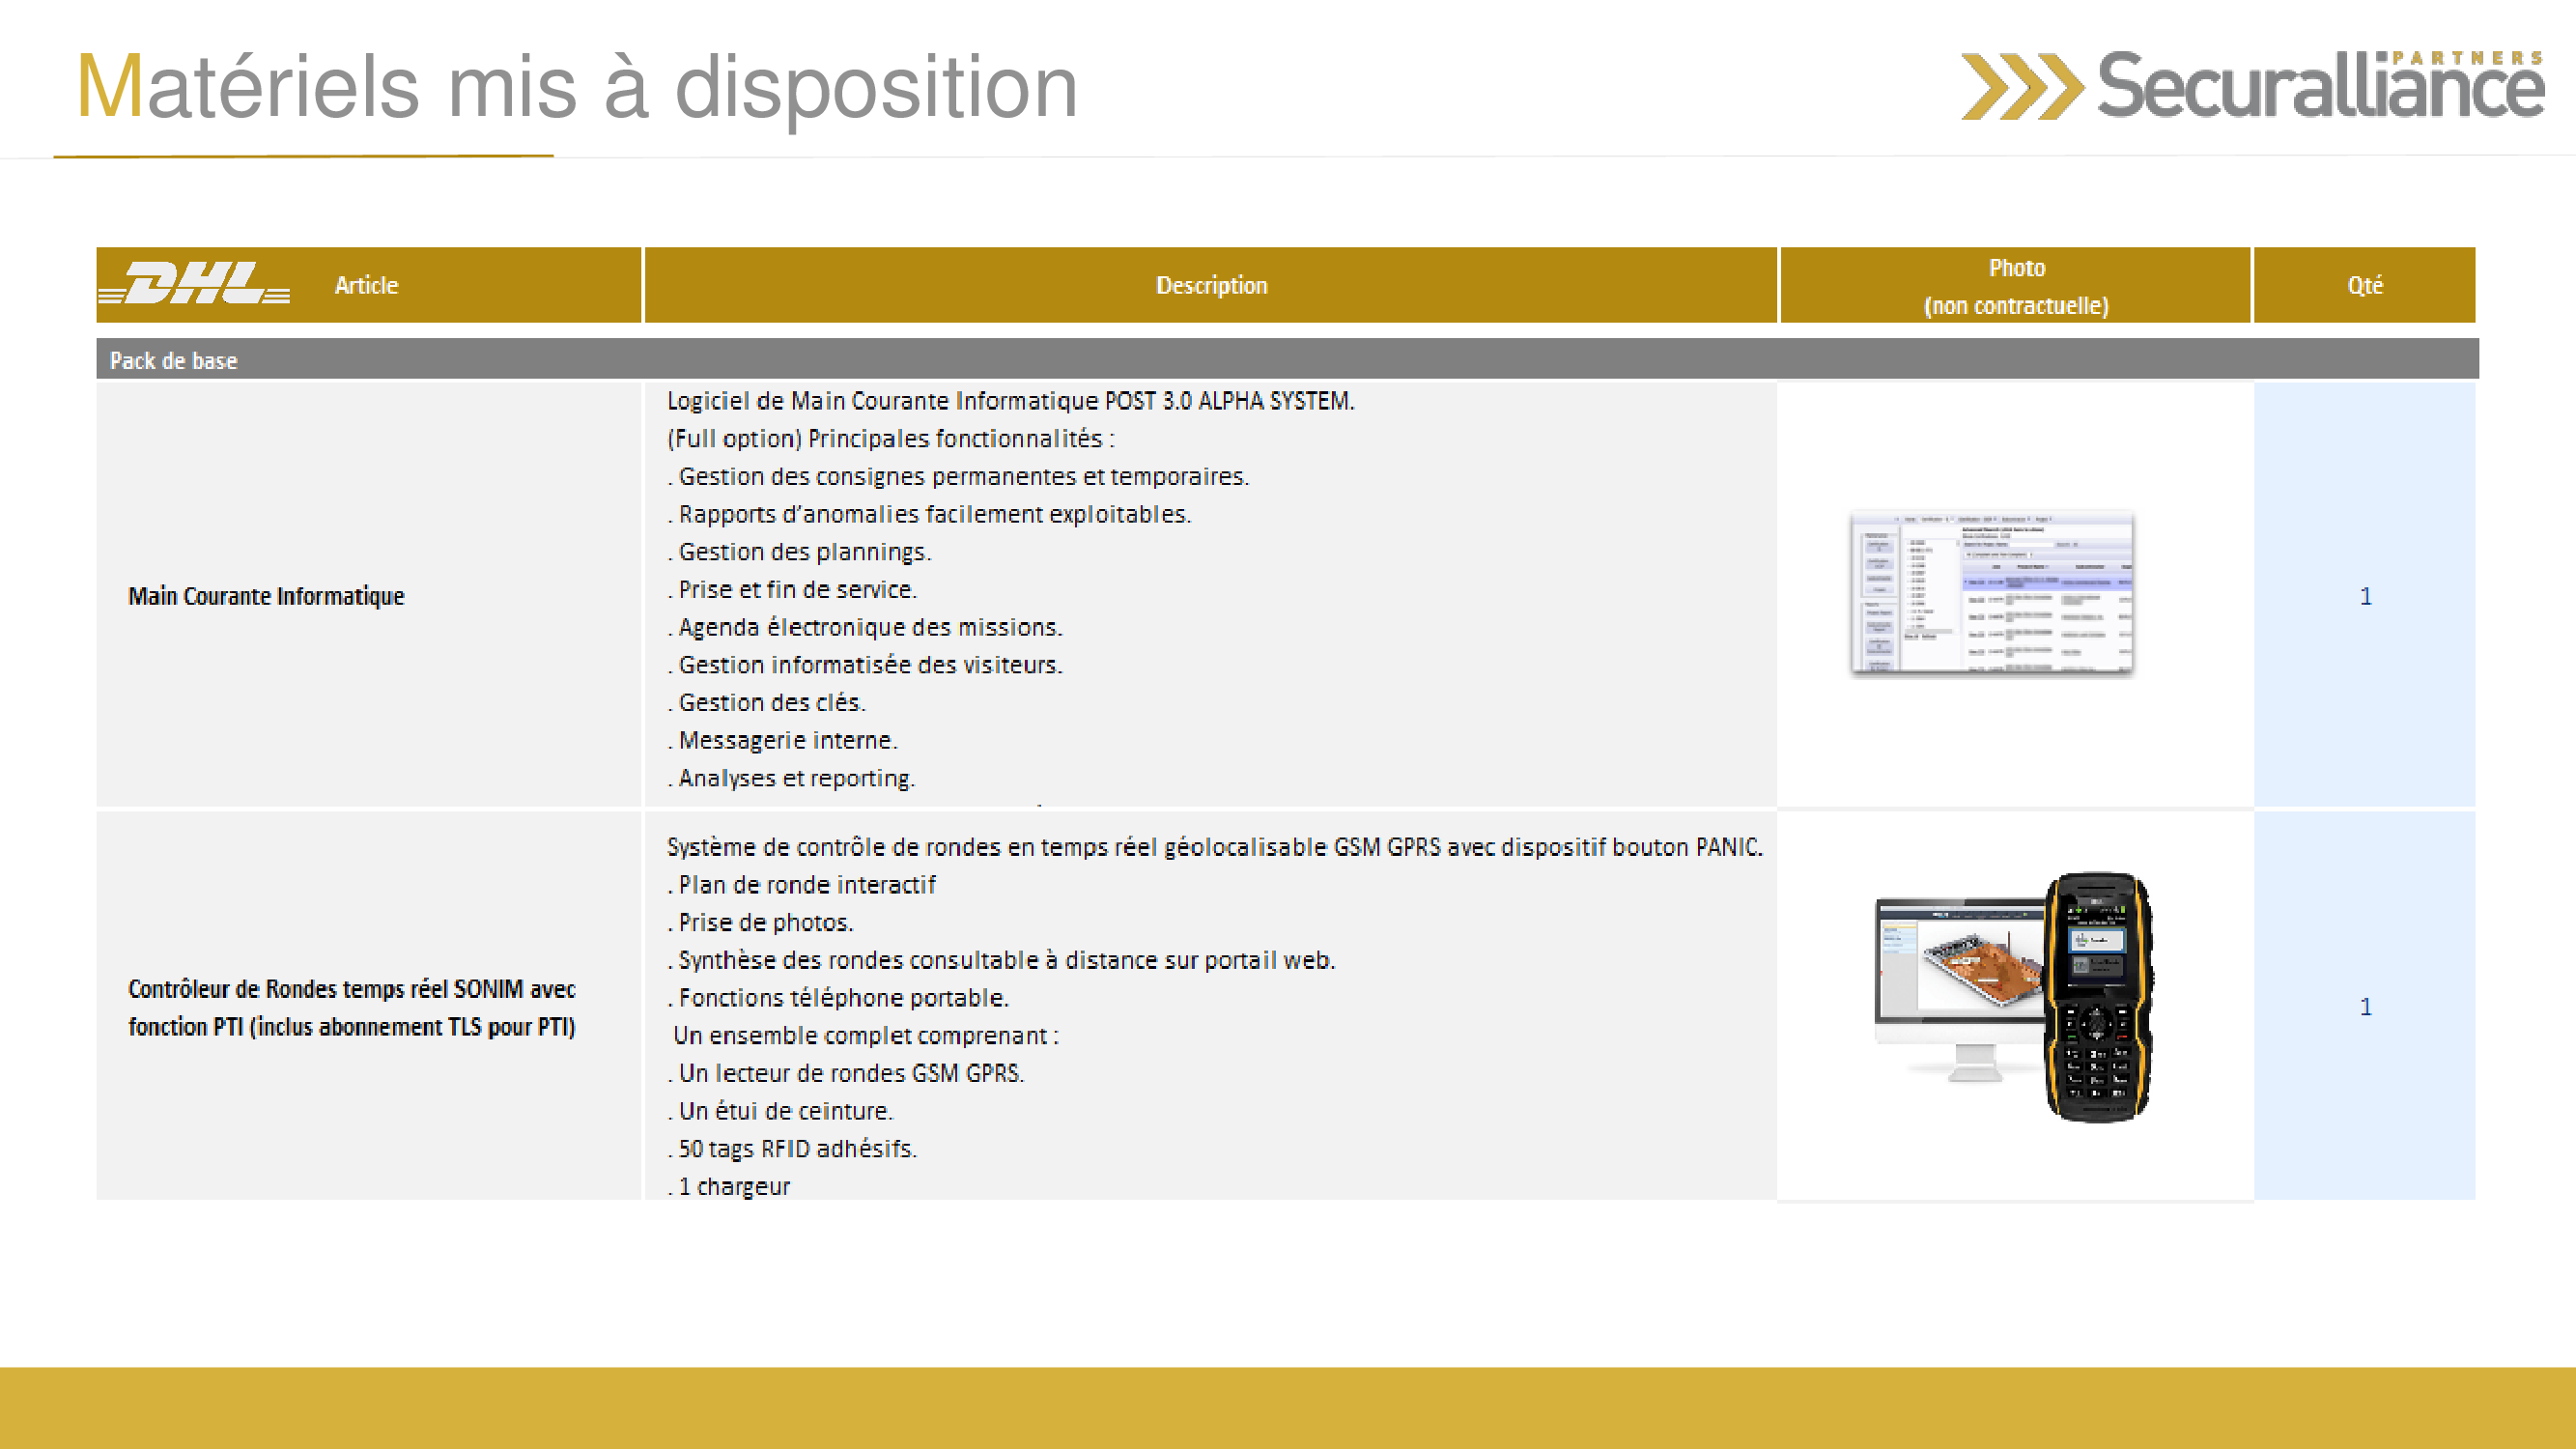 Matériels mis à disposition
PARTNERS
Securalliance
DHL
Article
Description
Photo
(non contractuelle)
Qté
Pack de base
Main Courante Informatique
Logiciel de Main Courante Informatique POST 3.0 ALPHA SYSTEM.
(Full option) Principales fonctionnalités :
. Gestion des consignes permanentes et temporaires.
. Rapports d’anomalies facilement exploitables.
. Gestion des plannings.
. Prise et fin de service.
. Agenda électronique des missions.
. Gestion informatisée des visiteurs.
. Gestion des clés.
. Messagerie interne.
. Analyses et reporting.
1
Contrôleur de Rondes temps réel SONIM avec
fonction PTI (inclus abonnement TLS pour PTI)
Système de contrôle de rondes en temps réel géolocalisable GSM GPRS avec dispositif bouton PANIC.
. Plan de ronde interactif
. Prise de photos.
. Synthèse des rondes consultable à distance sur portail web.
. Fonctions téléphone portable.
Un ensemble complet comprenant :
. Un lecteur de rondes GSM GPRS.
. Un étui de ceinture.
. 50 tags RFID adhésifs.
. 1 chargeur
1